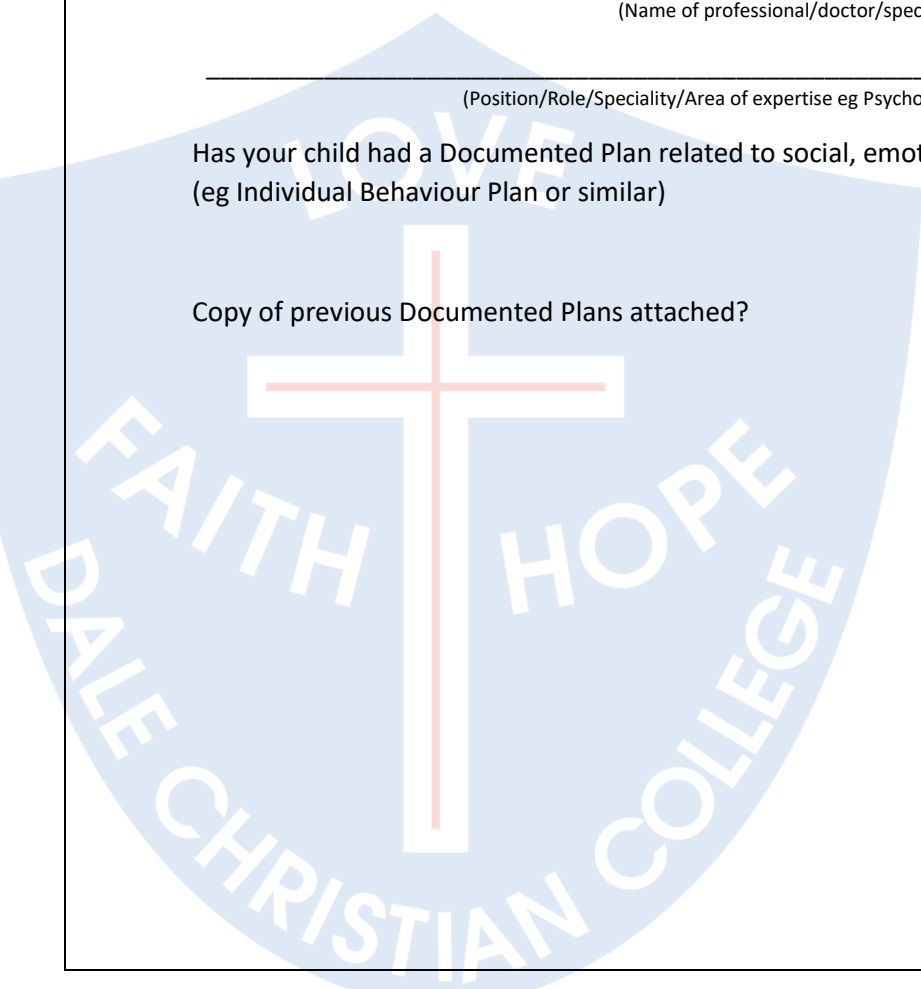 (Name of professional/doctor/spec
(Position/Role/Speciality/Area of expertise eg Psycho
Has your child had a Documented Plan related to social, emot
(eg Individual Behaviour Plan or similar)
Copy of previous Documented Plans attached?
LOVE
FAITH HOPE
DALE CHRISTIAN COLLEGE